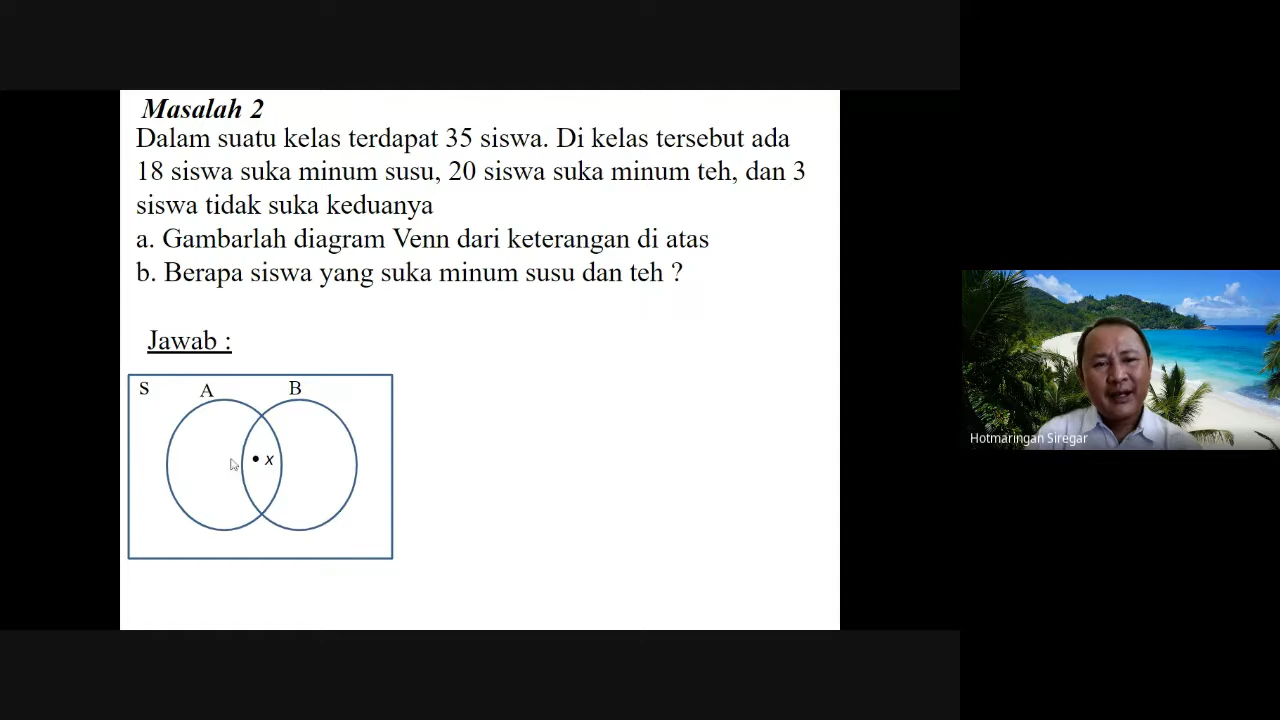 Masalah 2
Dalam suatu kelas terdapat 35 siswa. Di kelas tersebut ada
18 siswa suka minum susu, 20 siswa suka minum teh, dan 3
siswa tidak suka keduanya
a. Gambarlah diagram Venn dari keterangan di atas
b. Berapa siswa yang suka minum susu dan teh ?
Jawab :
S A B
• x
Hotmaringan Siregar